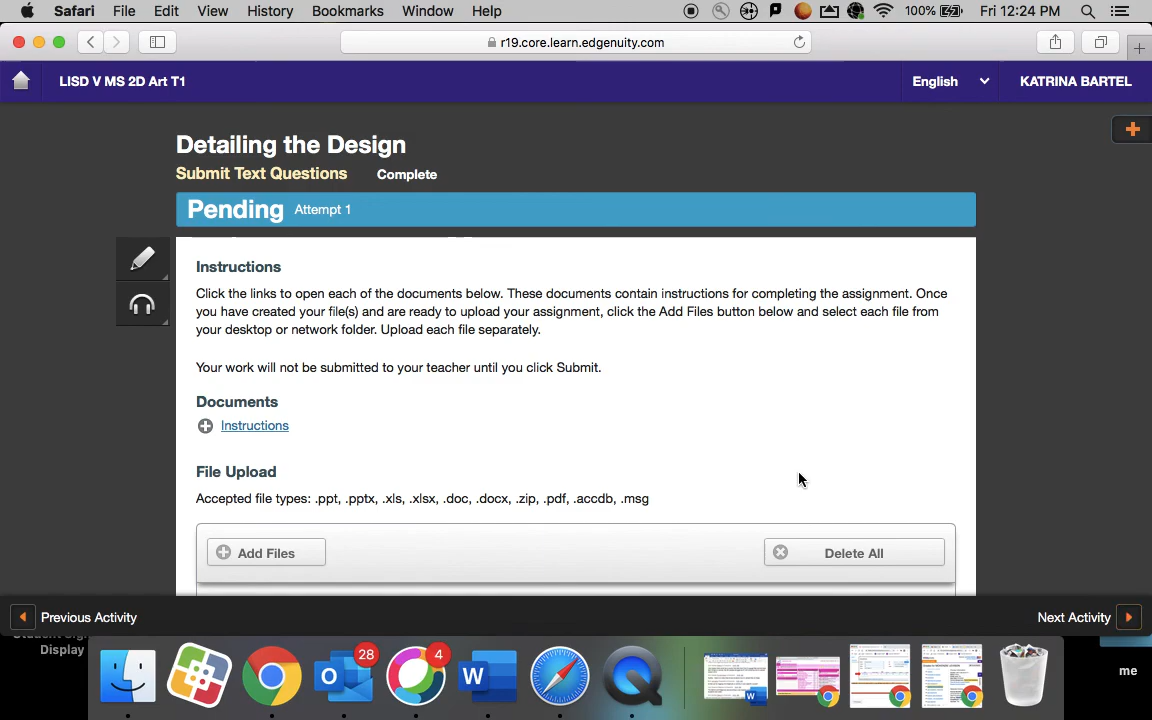 Safari File Edit View History Bookmarks Window Help 100% Fri 12:24 PM
r19.core.learn.edgenuity.com
LISD V MS 2D Art T1 English KATRINA BARTEL
Detailing the Design
Submit Text Questions Complete
Pending Attempt 1
Instructions
Click the links to open each of the documents below. These documents contain instructions for completing the assignment. Once
you have created your file(s) and are ready to upload your assignment, click the Add Files button below and select each file from
your desktop or network folder. Upload each file separately.
Your work will not be submitted to your teacher until you click Submit.
Documents
Instructions
File Upload
Accepted file types: .ppt, .pptx, .xls, .xlsx, .doc, .docx, .zip, .pdf, .accdb, .msg
Add Files Delete All
Previous Activity Next Activity
Display
28
4
W
me